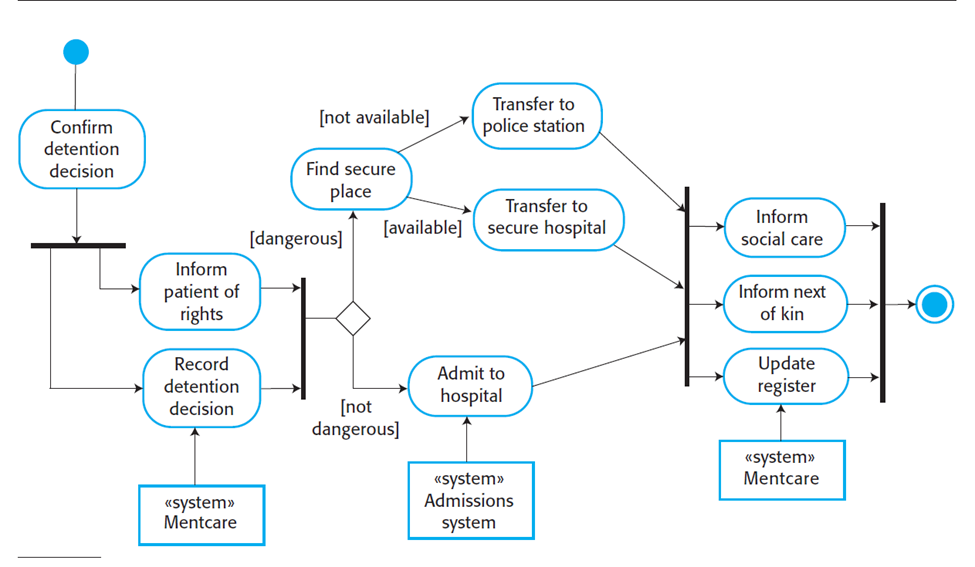 Confirm
detention
decision
Inform
patient of
rights
Record
detention
decision
«system»
Mentcare
[dangerous]
[not
dangerous]
Find secure
place
[not available]
[available]
Transfer to
police station
Transfer to
secure hospital
Admit to
hospital
«system»
Admissions
system
Inform
social care
Inform next
of kin
Update
register
«system»
Mentcare